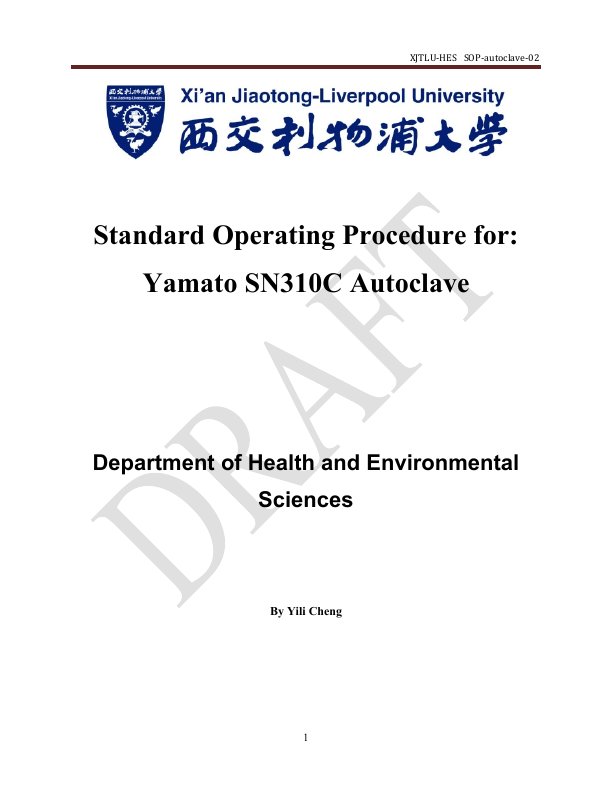 XJTLU-HES SOP-autoclave-02
西交利物浦大学
Xi'an Jiaotong-Liverpool University
Xi'an Jiaotong-Liverpool University
西交利物浦大學
Standard Operating Procedure for:
Yamato SN310C Autoclave
DRAFT
Department of Health and Environmental
Sciences
By Yili Cheng
1